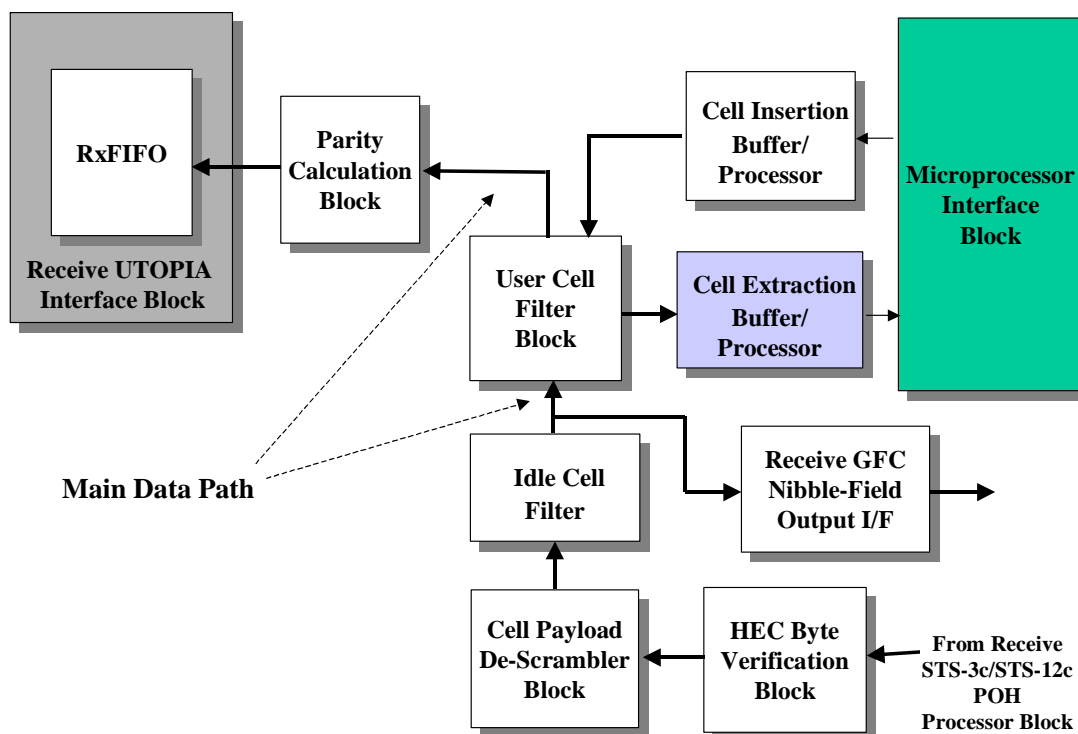 RxFIFO
Receive UTOPIA
Interface Block
Parity
Calculation
Block
Cell Insertion
Buffer/
Processor
Microprocessor
Interface
Block
User Cell
Filter
Block
Cell Extraction
Buffer/
Processor
Main Data Path
Idle Cell
Filter
Receive GFC
Nibble-Field
Output I/F
Cell Payload
De-Scrambler
Block
HEC Byte
Verification
Block
From Receive
STS-3c/STS-12c
POH
Processor Block